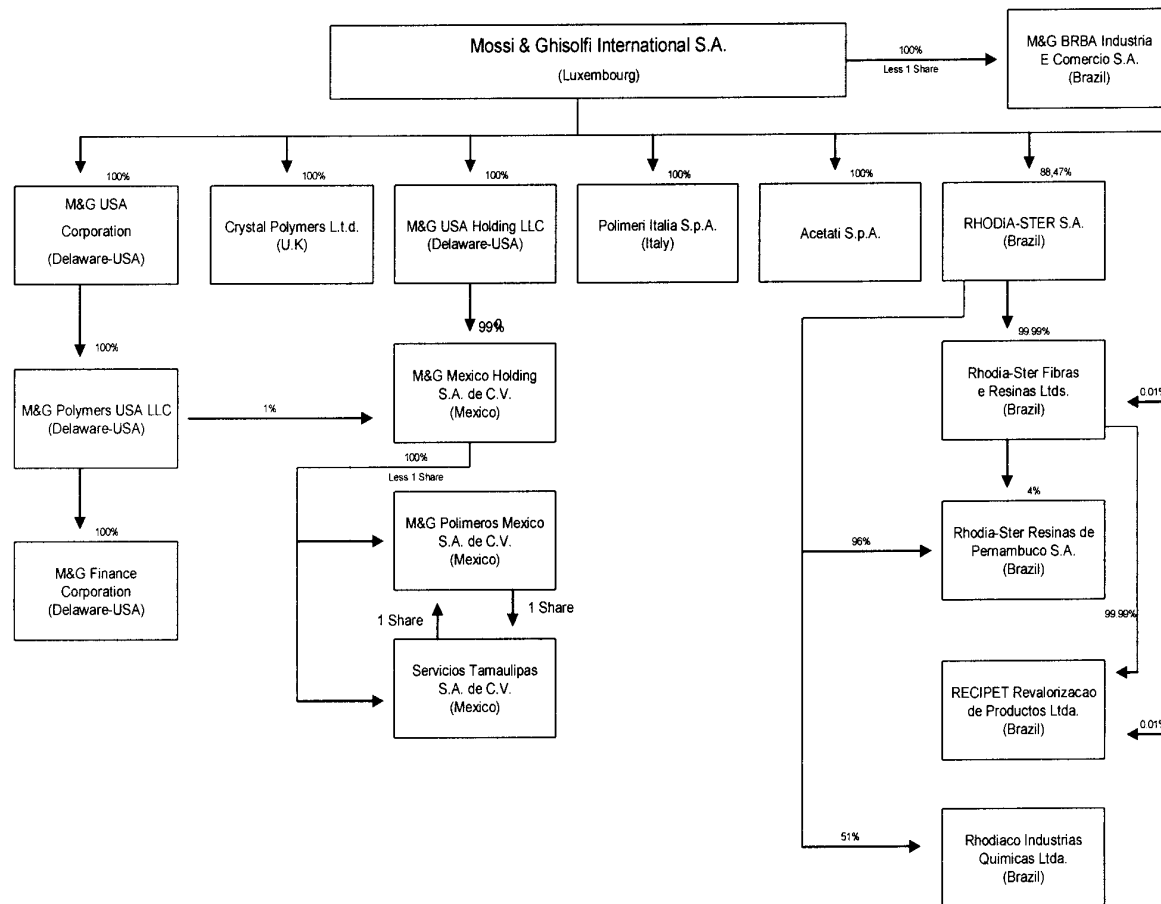 Mossi & Ghisolfi International S.A.
(Luxembourg)
100%
Less 1 Share
M&G BRBA Industria
E Comercio S.A.
(Brazil)
100%
M&G USA
Corporation
(Delaware-USA)
100%
Crystal Polymers L.t.d.
(U.K)
100%
M&G USA Holding LLC
(Delaware-USA)
100%
Polimeri Italia S.p.A.
(Italy)
100%
Acetati S.p.A.
88,47%
RHODIA-STER S.A.
(Brazil)
100%
M&G Polymers USA LLC
(Delaware-USA)
1%
99%
M&G Mexico Holding
S.A. de C.V.
(Mexico)
99.99%
Rhodia-Ster Fibras
e Resinas Ltds.
(Brazil)
0.01%
100%
Less 1 Share
100%
M&G Finance
Corporation
(Delaware-USA)
M&G Polimeros Mexico
S.A. de C.V.
(Mexico)
1 Share
1 Share
Servicios Tamaulipas
S.A. de C.V.
(Mexico)
4%
96%
Rhodia-Ster Resinas de
Pernambuco S.A.
(Brazil)
99.99%
RECIPET Revalorizacao
de Productos Ltda.
(Brazil)
0.01%
51%
Rhodiaco Industrias
Quimicas Ltda.
(Brazil)